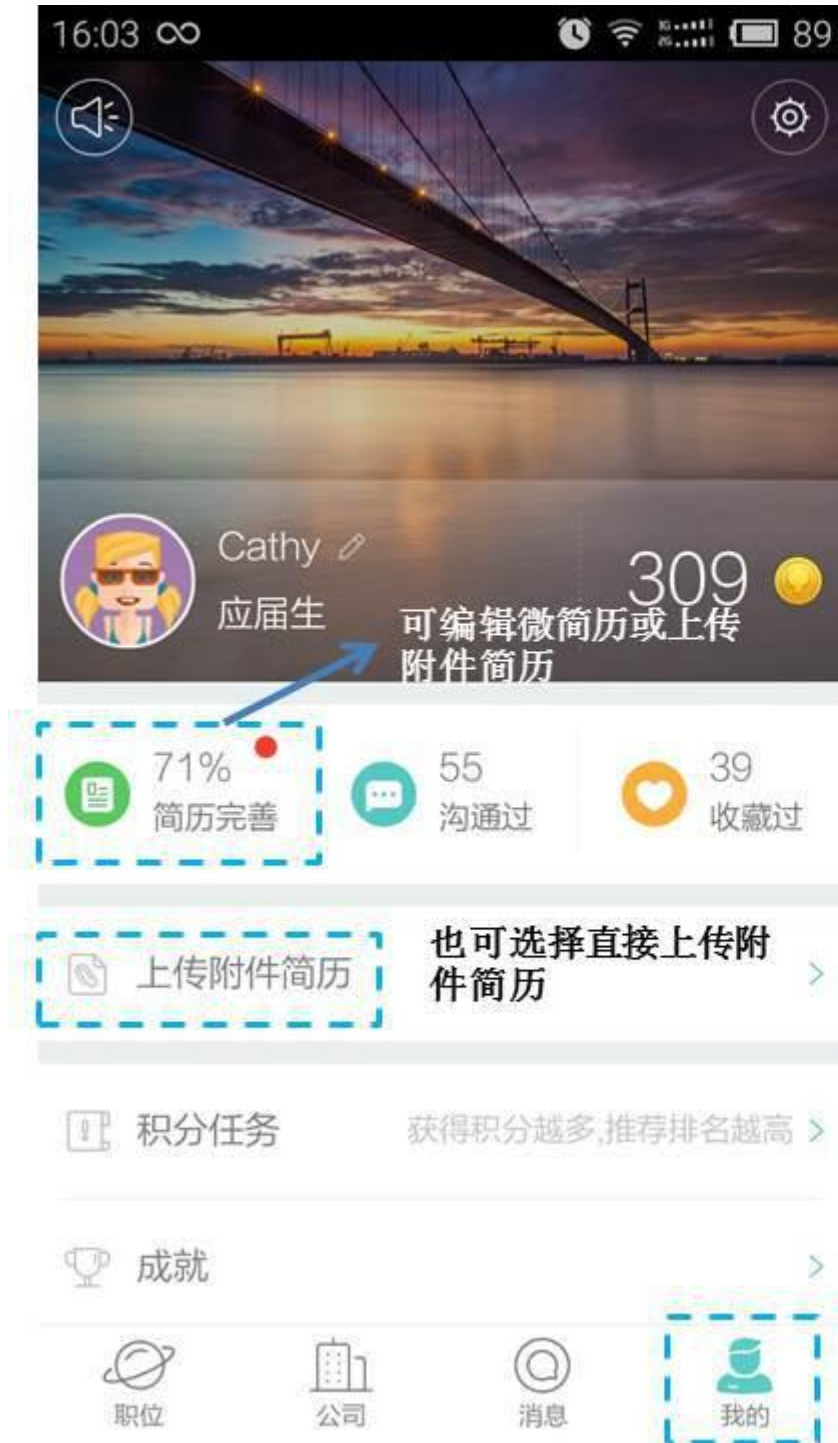 16:03
89
Cathy
应届生
309
可编辑微简历或上传
附件简历
71%
简历完善
55
沟通过
39
收藏过
上传附件简历
也可选择直接上传附
件简历
积分任务
获得积分越多,推荐排名越高
成就
职位
公司
消息
我的